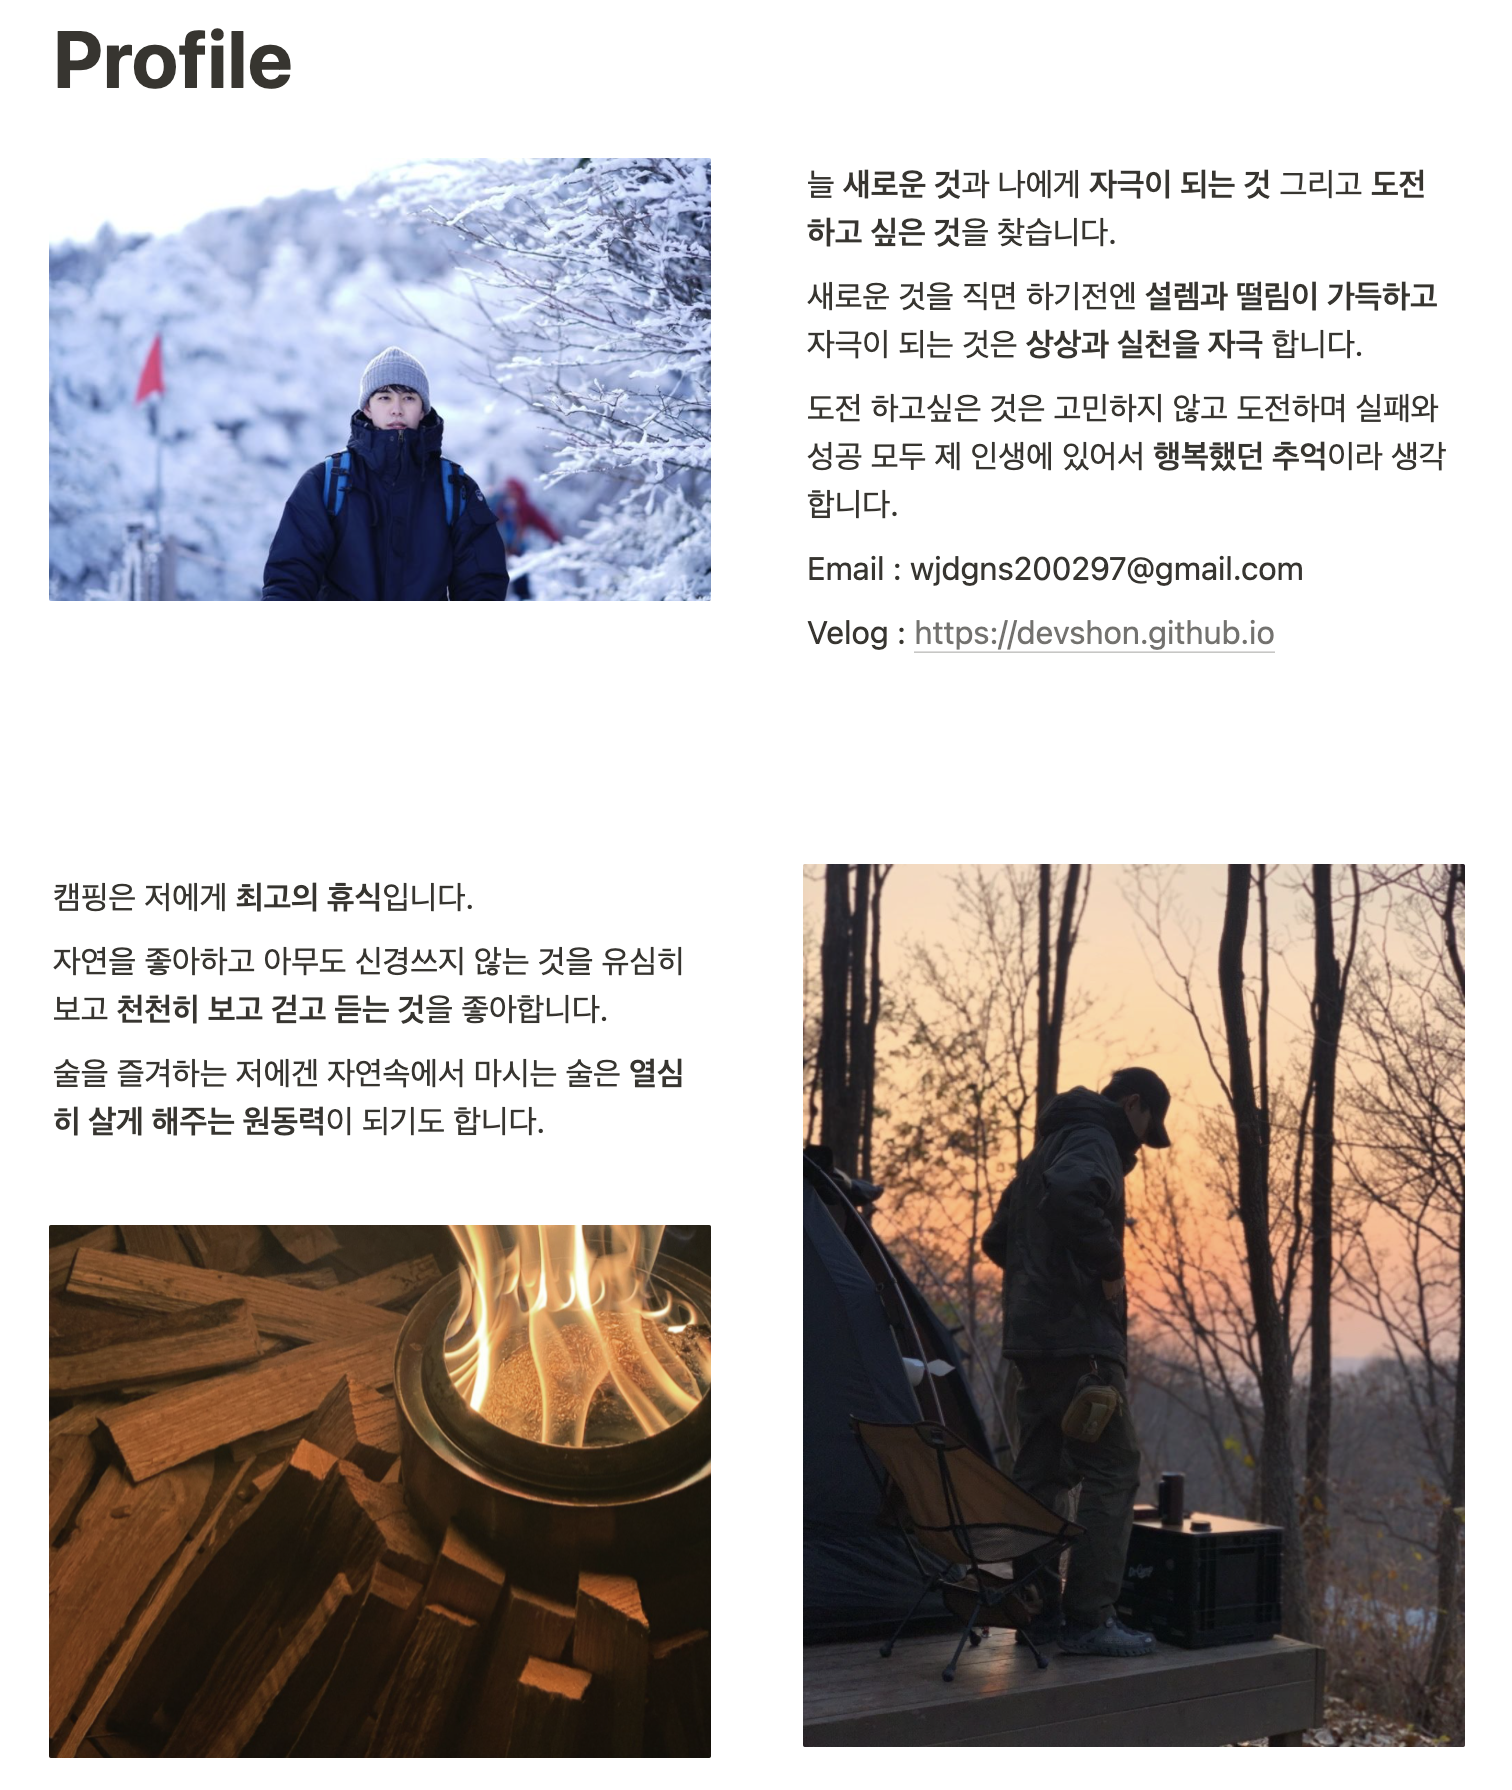 Profile
늘 새로운 것과 나에게 자극이 되는 것 그리고 도전
하고 싶은 것을 찾습니다.
새로운 것을 직면 하기전엔 설렘과 떨림이 가득하고
자극이 되는 것은 상상과 실천을 자극 합니다.
도전 하고싶은 것은 고민하지 않고 도전하며 실패와
성공 모두 제 인생에 있어서 행복했던 추억이라 생각
합니다.
Email : wjdgns200297@gmail.com
Velog : https://devshon.github.io
캠핑은 저에게 최고의 휴식입니다.
자연을 좋아하고 아무도 신경쓰지 않는 것을 유심히
보고 천천히 보고 걷고 듣는 것을 좋아합니다.
술을 즐겨하는 저에겐 자연속에서 마시는 술은 열심
히 살게 해주는 원동력이 되기도 합니다.